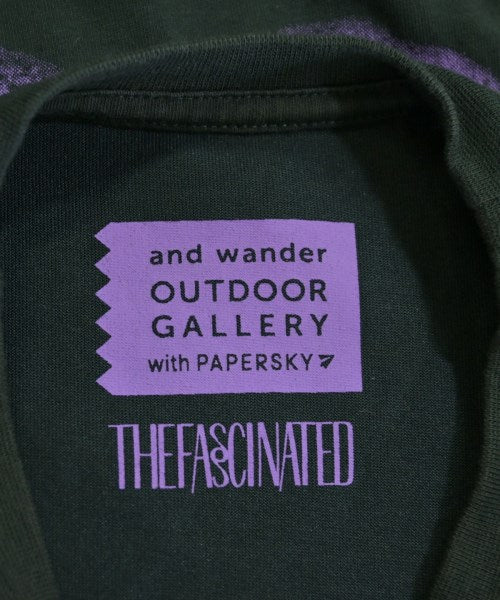 and wander
OUTDOOR
GALLERY
with PAPERSKY
THEFASCINATED